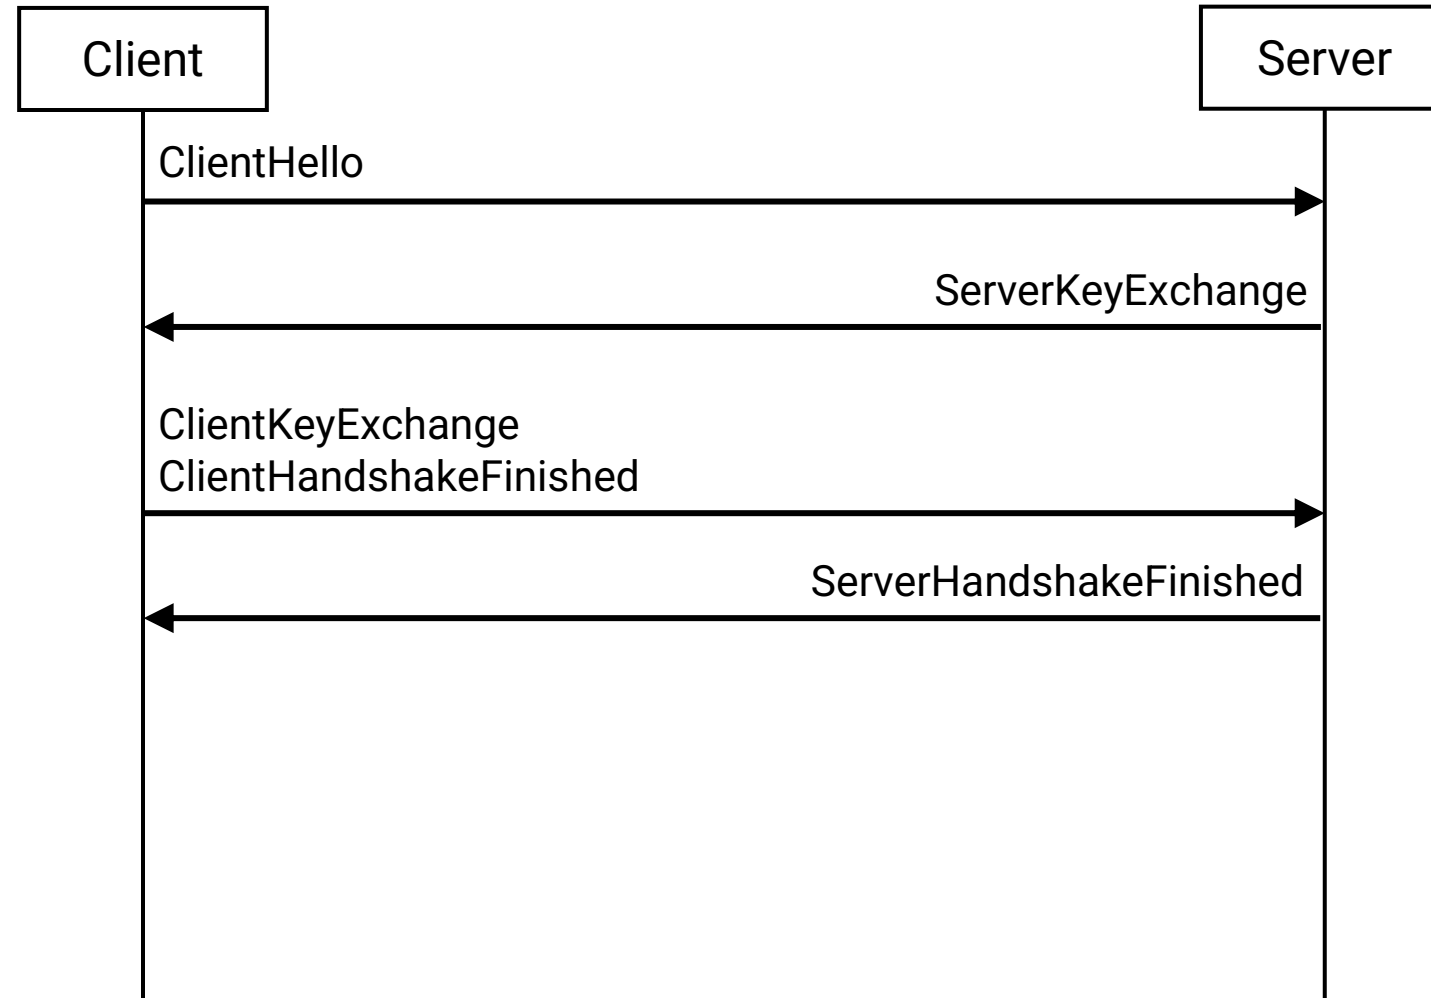 Client
Server
ClientHello
ServerKeyExchange
ClientKeyExchange
ClientHandshakeFinished
ServerHandshakeFinished